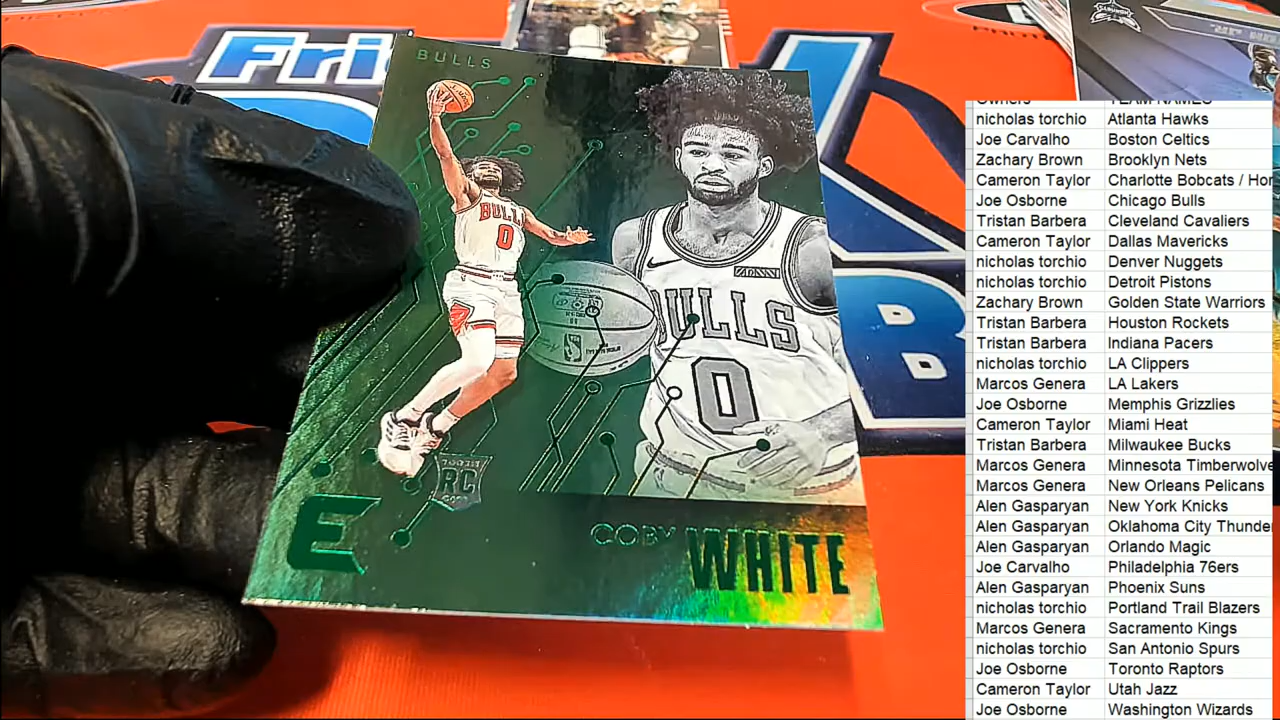 Fri
BULLS
BULLS
0
BULLS
0
RC
E
COBY WHITE
B
Owners TEAM NAMES
nicholas torchio Atlanta Hawks
Joe Carvalho Boston Celtics
Zachary Brown Brooklyn Nets
Cameron Taylor Charlotte Bobcats / Hor
Joe Osborne Chicago Bulls
Tristan Barbera Cleveland Cavaliers
Cameron Taylor Dallas Mavericks
nicholas torchio Denver Nuggets
nicholas torchio Detroit Pistons
Zachary Brown Golden State Warriors
Tristan Barbera Houston Rockets
Tristan Barbera Indiana Pacers
nicholas torchio LA Clippers
Marcos Genera LA Lakers
Joe Osborne Memphis Grizzlies
Cameron Taylor Miami Heat
Tristan Barbera Milwaukee Bucks
Marcos Genera Minnesota Timberwolve
Marcos Genera New Orleans Pelicans
Alen Gasparyan New York Knicks
Alen Gasparyan Oklahoma City Thunde
Alen Gasparyan Orlando Magic
Joe Carvalho Philadelphia 76ers
Alen Gasparyan Phoenix Suns
nicholas torchio Portland Trail Blazers
Marcos Genera Sacramento Kings
nicholas torchio San Antonio Spurs
Joe Osborne Toronto Raptors
Cameron Taylor Utah Jazz
Joe Osborne Washington Wizards